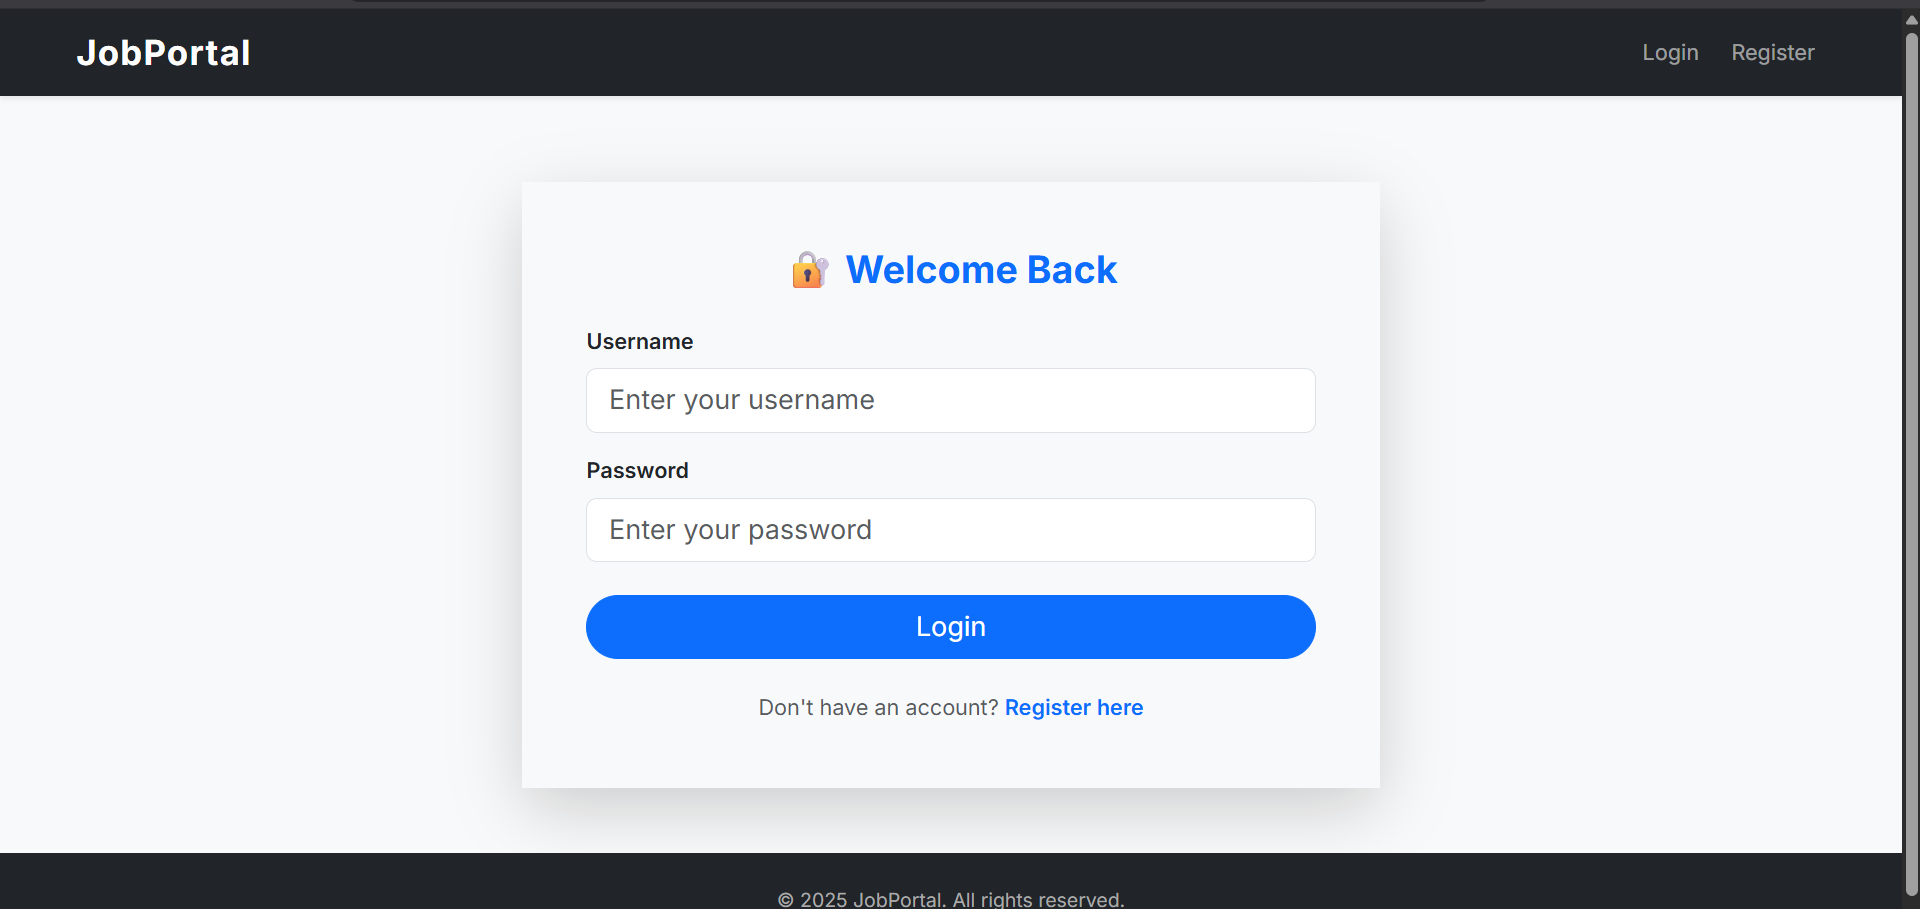 JobPortal
Login Register
🔐 Welcome Back
Username
Enter your username
Password
Enter your password
Login
Don't have an account? Register here
© 2025 JobPortal. All rights reserved.